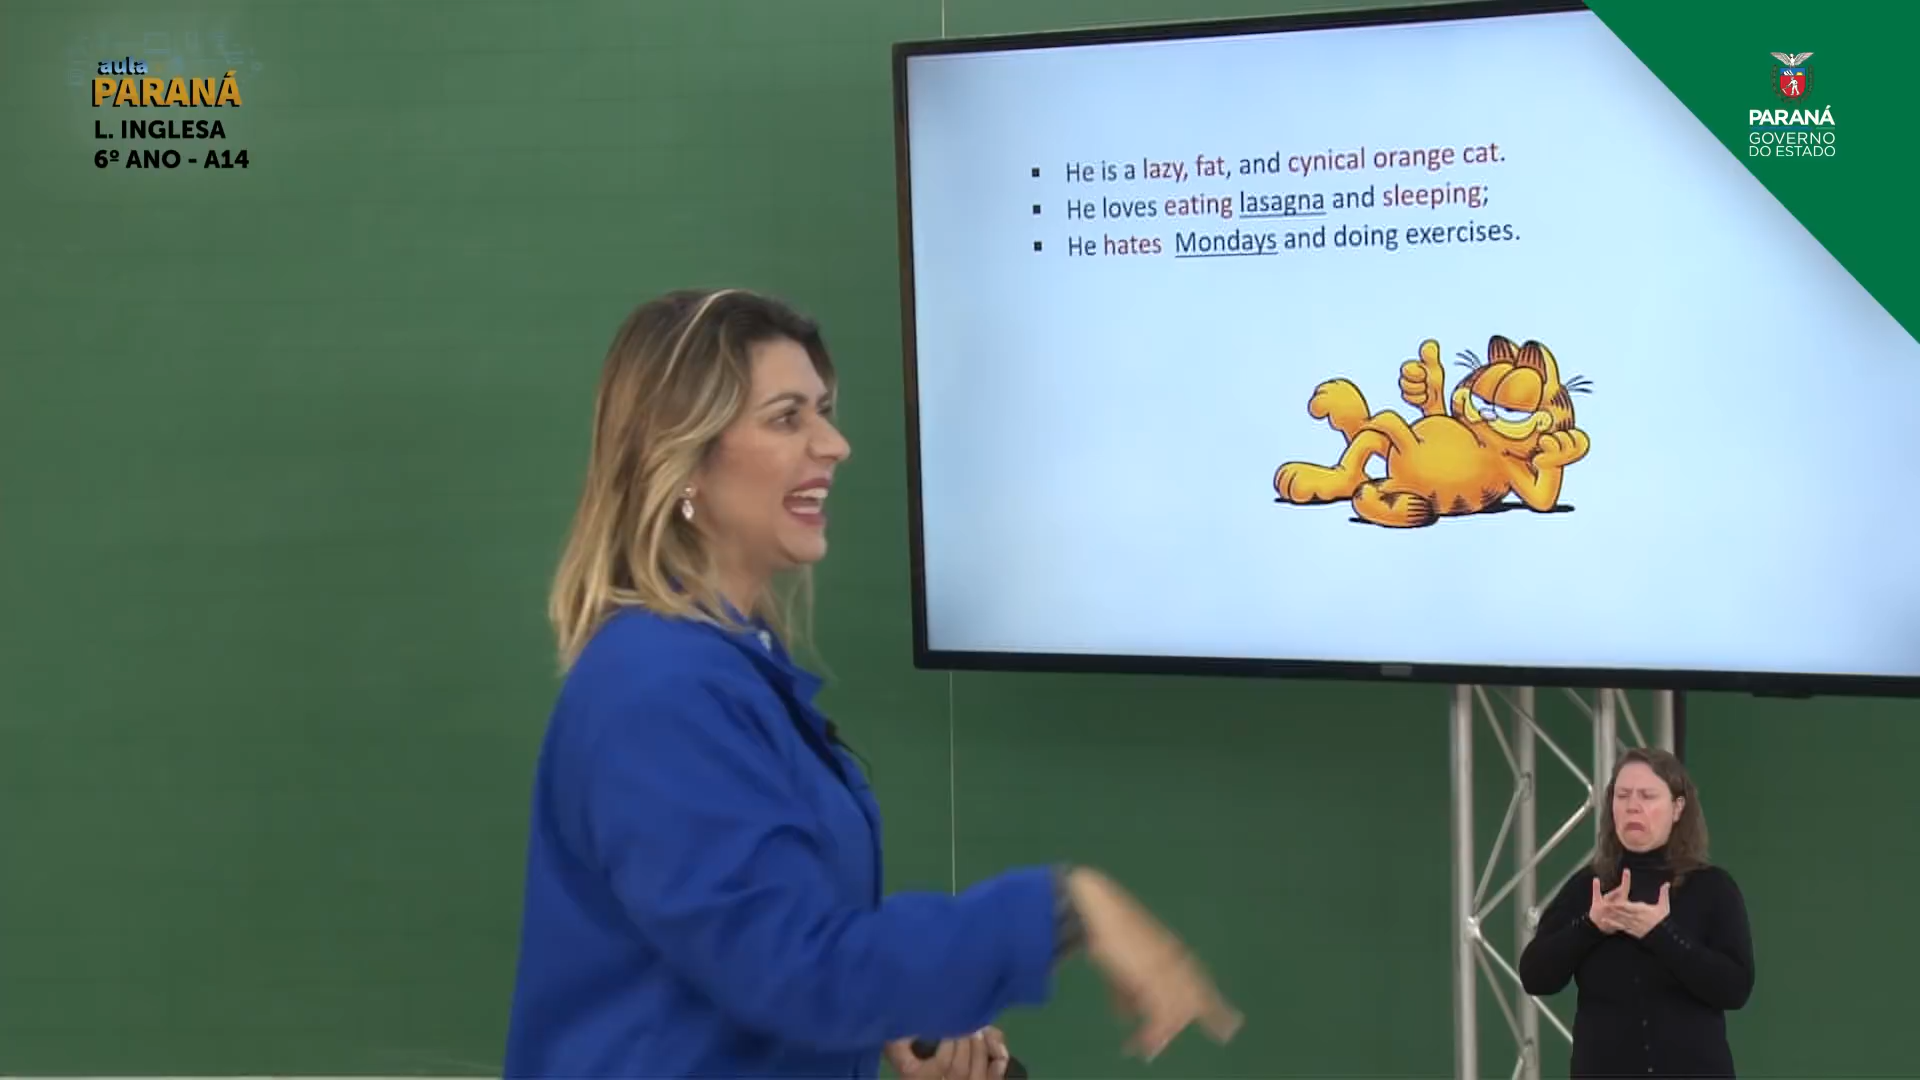 aula
PARANÁ
L. INGLESA
6º ANO - A14
▪ He is a lazy, fat, and cynical orange cat.
▪ He loves eating lasagna and sleeping;
▪ He hates Mondays and doing exercises.
PARANÁ
GOVERNO
DO ESTADO